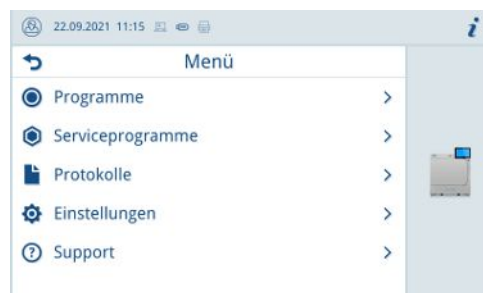 22.09.2021 11:15
i
Menü
Programme
Serviceprogramme
Protokolle
Einstellungen
? Support